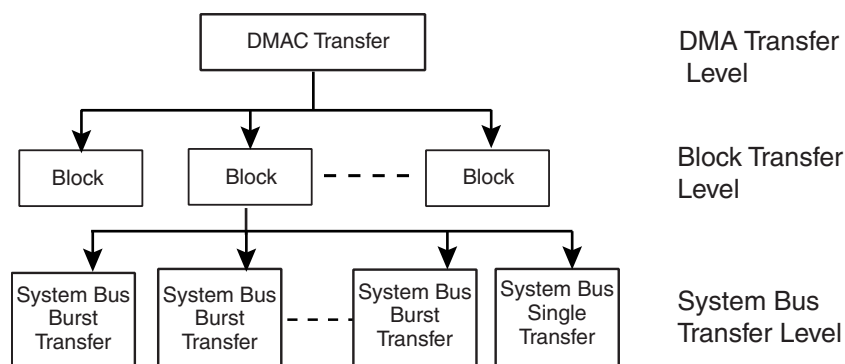 DMAC Transfer
DMA Transfer
Level
Block
Block
Block
Block Transfer
Level
System Bus
Burst
Transfer
System Bus
Burst
Transfer
System Bus
Burst
Transfer
System Bus
Single
Transfer
System Bus
Transfer Level